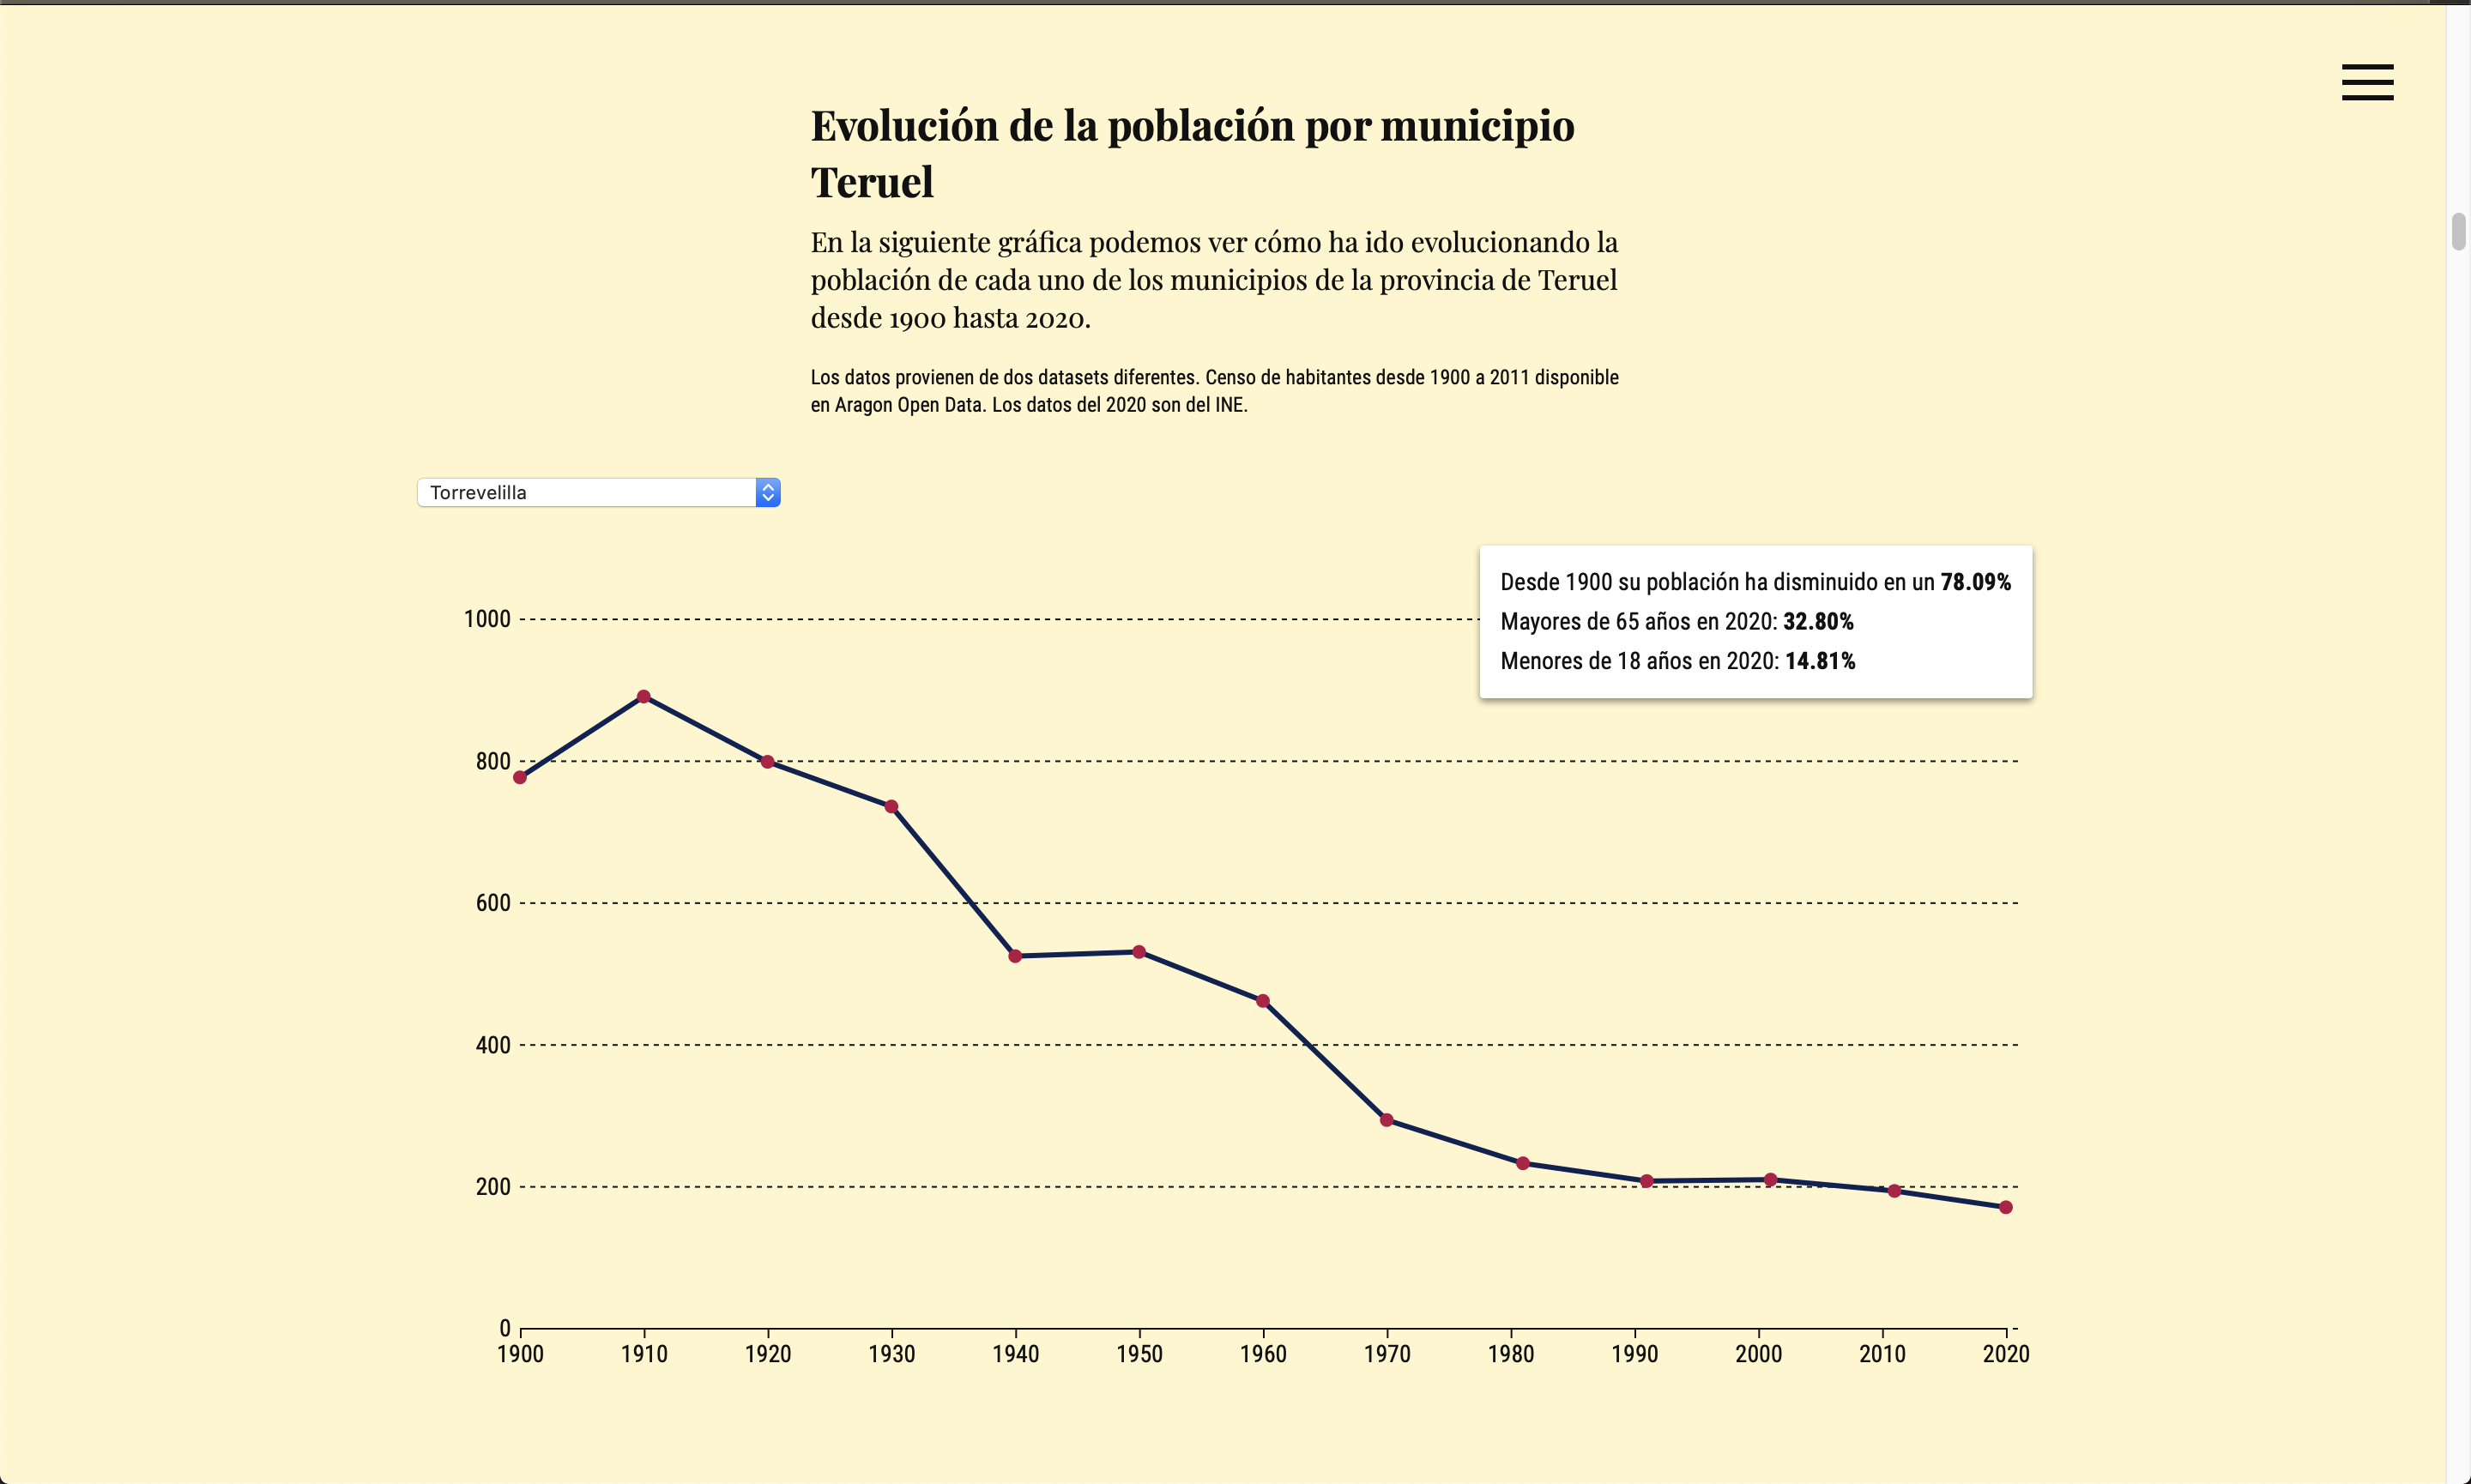 Evolución de la población por municipio
Teruel
En la siguiente gráfica podemos ver cómo ha ido evolucionando la
población de cada uno de los municipios de la provincia de Teruel
desde 1900 hasta 2020.
Los datos provienen de dos datasets diferentes. Censo de habitantes desde 1900 a 2011 disponible
en Aragon Open Data. Los datos del 2020 son del INE.
Torrevelilla
Desde 1900 su población ha disminuido en un 78.09%
Mayores de 65 años en 2020: 32.80%
Menores de 18 años en 2020: 14.81%
1000
800
600
400
200
0
1900 1910 1920 1930 1940 1950 1960 1970 1980 1990 2000 2010 2020